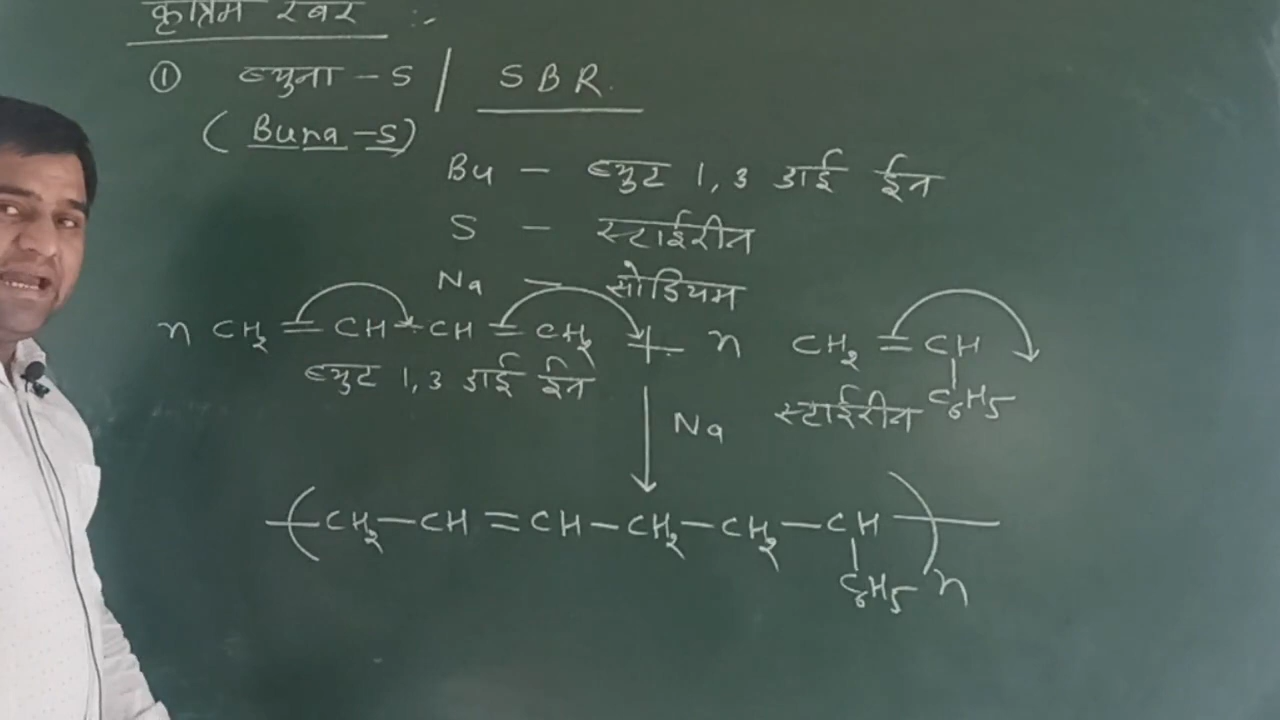 कृत्रिम रबर :-
① ब्युना - S / SBR.
(Buna-S)
Bu - ब्युट 1,3 डाई ईन
S - स्टाईरीन
Na - सोडियम
n CH₂ = CH - CH = CH₂ + n CH₂ = CH
C₆H₅
ब्युट 1,3 डाई ईन स्टाईरीन
Na
( CH₂ - CH = CH - CH₂ - CH₂ - CH )
C₆H₅ n